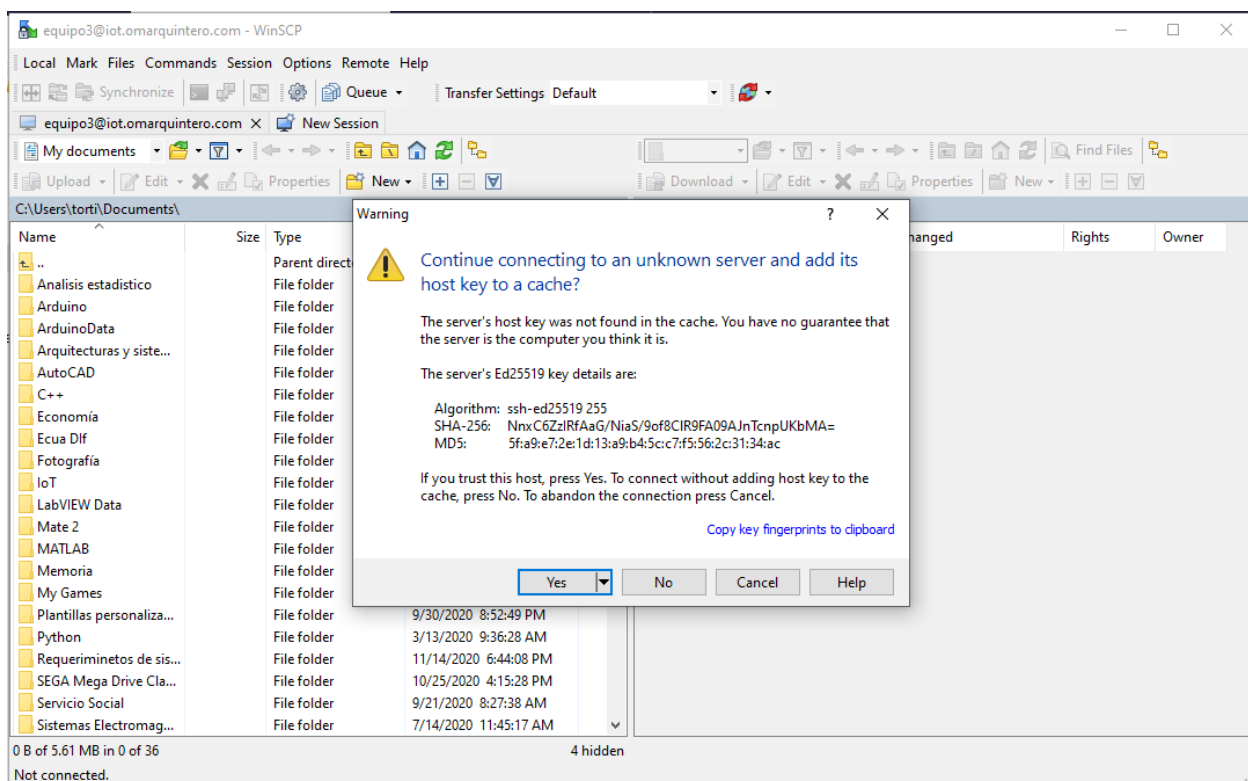 equipo3@iot.omarquintero.com - WinSCP
Local Mark Files Commands Session Options Remote Help
Synchronize Queue Transfer Settings Default
equipo3@iot.omarquintero.com New Session
My documents Find Files
Upload Edit Properties New Download Edit Properties New
C:\Users\torti\Documents\
Name Size Type hanged Rights Owner
.. Parent direct
Analisis estadistico File folder
Arduino File folder
ArduinoData File folder
Arquitecturas y siste... File folder
AutoCAD File folder
C++ File folder
Economía File folder
Ecua DIf File folder
Fotografía File folder
IoT File folder
LabVIEW Data File folder
Mate 2 File folder
MATLAB File folder
Memoria File folder
My Games File folder
Plantillas personaliza... File folder 9/30/2020 8:52:49 PM
Python File folder 3/13/2020 9:36:28 AM
Requeriminetos de sis... File folder 11/14/2020 6:44:08 PM
SEGA Mega Drive Cla... File folder 10/25/2020 4:15:28 PM
Servicio Social File folder 9/21/2020 8:27:38 AM
Sistemas Electromag... File folder 7/14/2020 11:45:17 AM
Warning
Continue connecting to an unknown server and add its
host key to a cache?
The server's host key was not found in the cache. You have no guarantee that
the server is the computer you think it is.
The server's Ed25519 key details are:
Algorithm: ssh-ed25519 255
SHA-256: NnxC6ZzIRfAaG/NiaS/9of8CIR9FA09AJnTcnpUKbMA=
MD5: 5f:a9:e7:2e:1d:13:a9:b4:5c:c7:f5:56:2c:31:34:ac
If you trust this host, press Yes. To connect without adding host key to the
cache, press No. To abandon the connection press Cancel.
Copy key fingerprints to clipboard
Yes No Cancel Help
0 B of 5.61 MB in 0 of 36 4 hidden
Not connected.